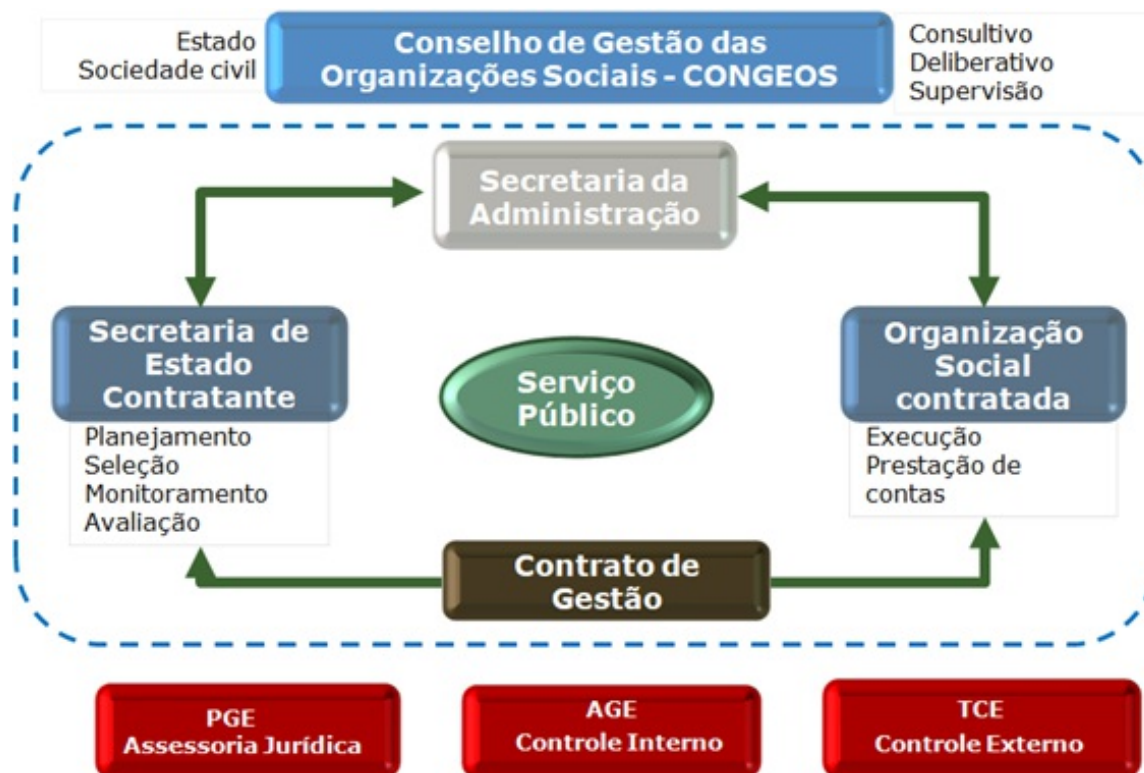 Estado
Sociedade civil
Conselho de Gestão das
Organizações Sociais - CONGEOS
Consultivo
Deliberativo
Supervisão
Secretaria da
Administração
Secretaria de
Estado
Contratante
Planejamento
Seleção
Monitoramento
Avaliação
Serviço
Público
Organização
Social
contratada
Execução
Prestação de
contas
Contrato de
Gestão
PGE
Assessoria Jurídica
AGE
Controle Interno
TCE
Controle Externo